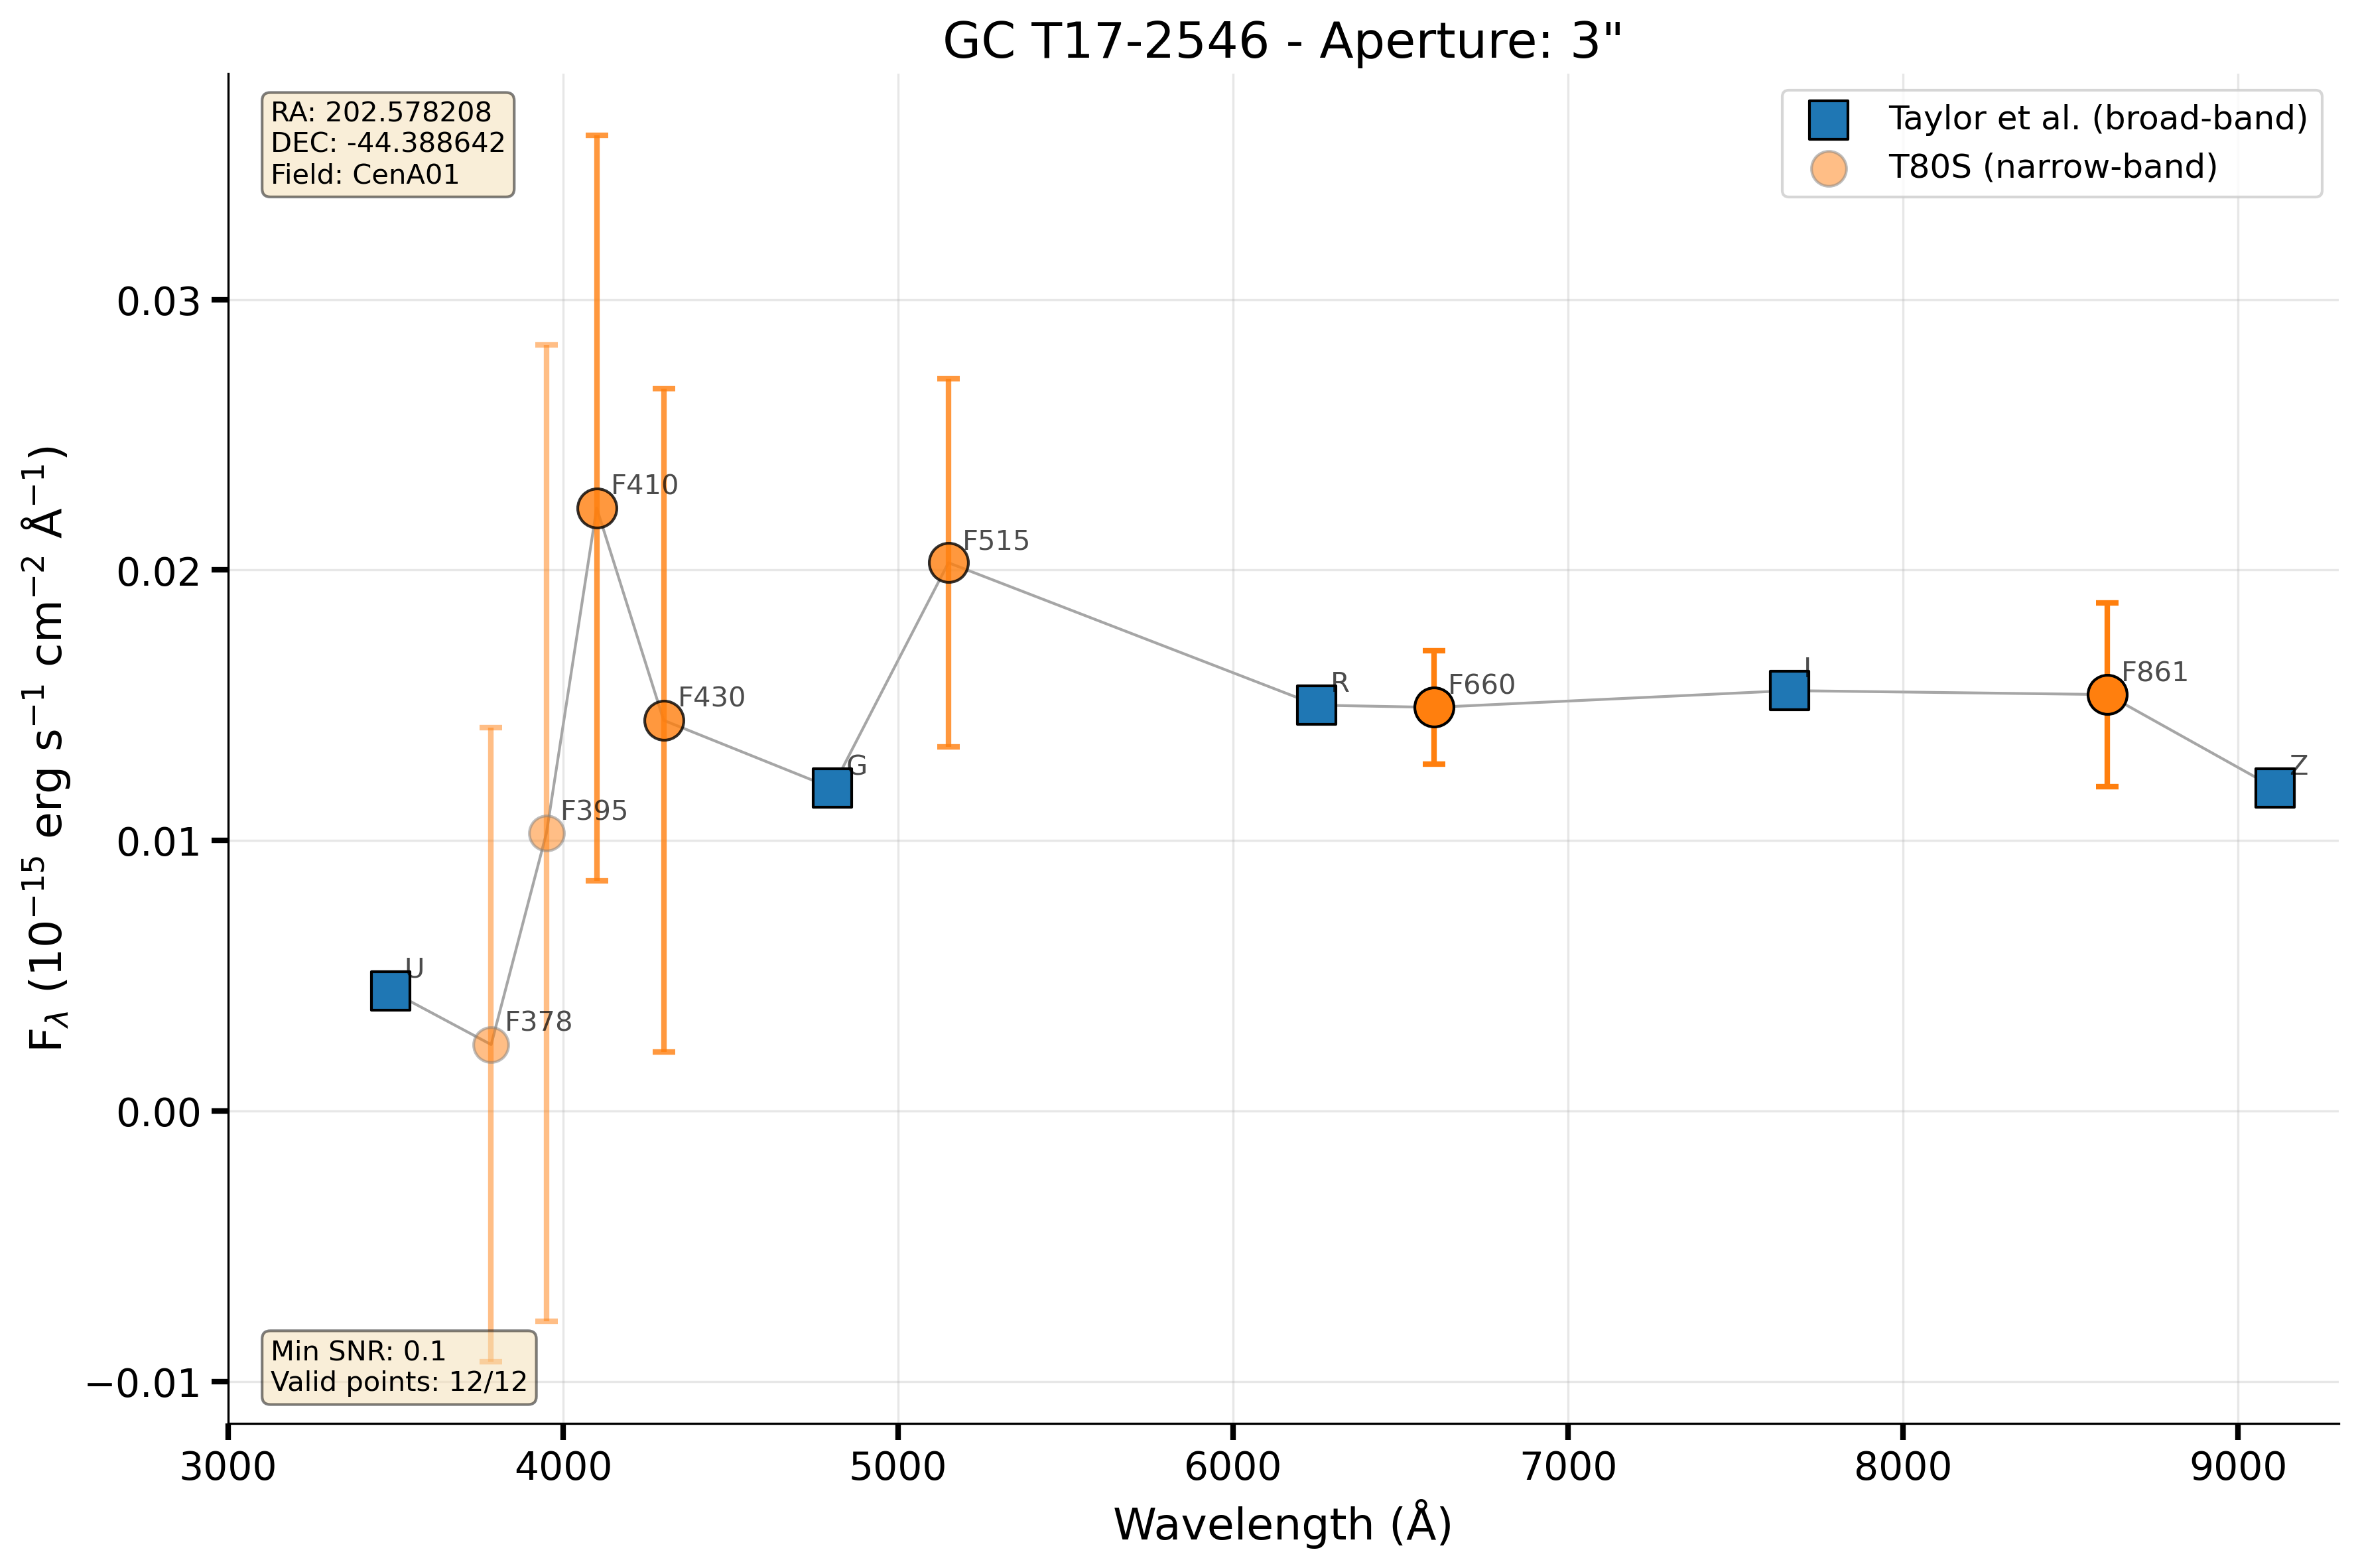 GC T17-2546 - Aperture: 3"
RA: 202.578208
DEC: -44.388642
Field: CenA01
Taylor et al. (broad-band)
T80S (narrow-band)
F410
F515
F430
R
F660
I
F861
G
Z
F395
U
F378
Min SNR: 0.1
Valid points: 12/12
0.03
0.02
0.01
0.00
−0.01
F_λ (10⁻¹⁵ erg s⁻¹ cm⁻² Å⁻¹)
3000 4000 5000 6000 7000 8000 9000
Wavelength (Å)